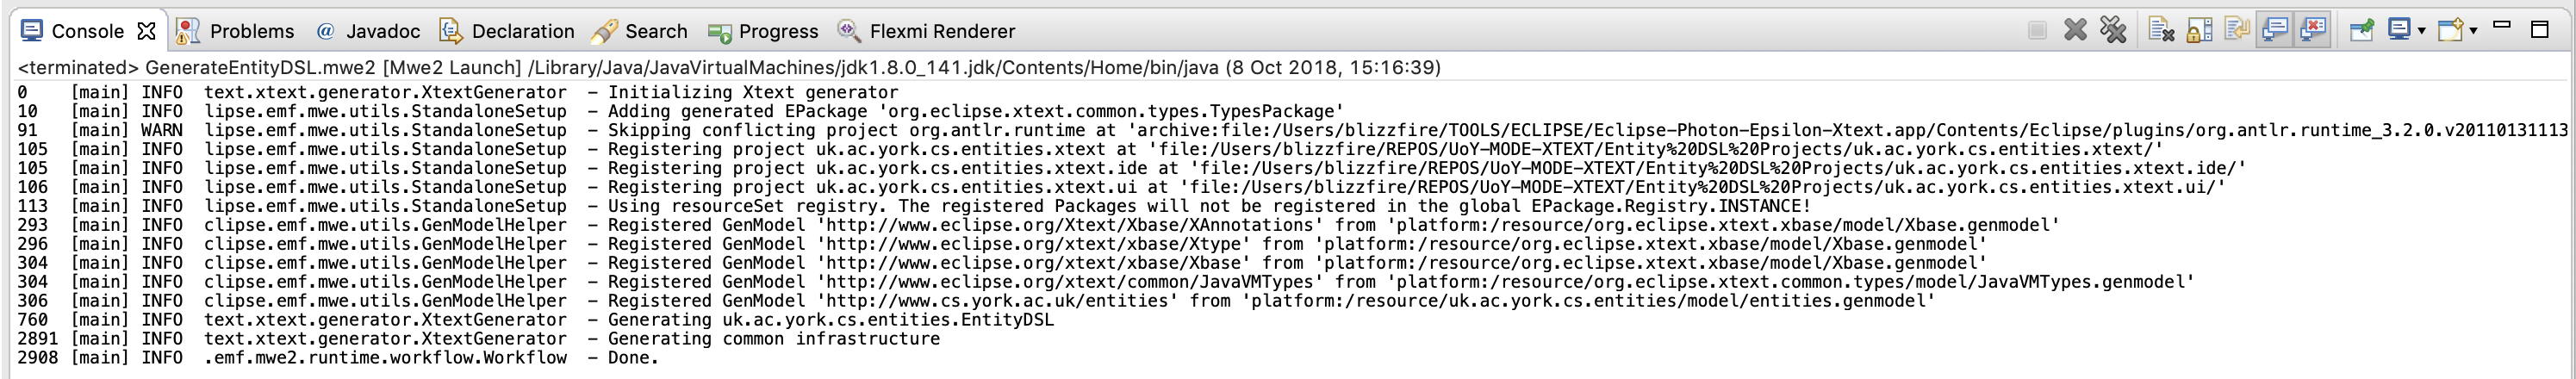 Console Problems Javadoc Declaration Search Progress Flexmi Renderer
<terminated> GenerateEntityDSL.mwe2 [Mwe2 Launch] /Library/Java/JavaVirtualMachines/jdk1.8.0_141.jdk/Contents/Home/bin/java (8 Oct 2018, 15:16:39)
0    [main] INFO  text.xtext.generator.XtextGenerator  - Initializing Xtext generator
10   [main] INFO  lipse.emf.mwe.utils.StandaloneSetup  - Adding generated EPackage 'org.eclipse.xtext.common.types.TypesPackage'
91   [main] WARN  lipse.emf.mwe.utils.StandaloneSetup  - Skipping conflicting project org.antlr.runtime at 'archive:file:/Users/blizzfire/TOOLS/ECLIPSE/Eclipse-Photon-Epsilon-Xtext.app/Contents/Eclipse/plugins/org.antlr.runtime_3.2.0.v20110131113
105  [main] INFO  lipse.emf.mwe.utils.StandaloneSetup  - Registering project uk.ac.york.cs.entities.xtext at 'file:/Users/blizzfire/REPOS/UoY-MODE-XTEXT/Entity%20DSL%20Projects/uk.ac.york.cs.entities.xtext/'
105  [main] INFO  lipse.emf.mwe.utils.StandaloneSetup  - Registering project uk.ac.york.cs.entities.xtext.ide at 'file:/Users/blizzfire/REPOS/UoY-MODE-XTEXT/Entity%20DSL%20Projects/uk.ac.york.cs.entities.xtext.ide/'
106  [main] INFO  lipse.emf.mwe.utils.StandaloneSetup  - Registering project uk.ac.york.cs.entities.xtext.ui at 'file:/Users/blizzfire/REPOS/UoY-MODE-XTEXT/Entity%20DSL%20Projects/uk.ac.york.cs.entities.xtext.ui/'
113  [main] INFO  lipse.emf.mwe.utils.StandaloneSetup  - Using resourceSet registry. The registered Packages will not be registered in the global EPackage.Registry.INSTANCE!
293  [main] INFO  clipse.emf.mwe.utils.GenModelHelper  - Registered GenModel 'http://www.eclipse.org/Xtext/Xbase/XAnnotations' from 'platform:/resource/org.eclipse.xtext.xbase/model/Xbase.genmodel'
296  [main] INFO  clipse.emf.mwe.utils.GenModelHelper  - Registered GenModel 'http://www.eclipse.org/xtext/xbase/Xtype' from 'platform:/resource/org.eclipse.xtext.xbase/model/Xbase.genmodel'
304  [main] INFO  clipse.emf.mwe.utils.GenModelHelper  - Registered GenModel 'http://www.eclipse.org/xtext/xbase/Xbase' from 'platform:/resource/org.eclipse.xtext.xbase/model/Xbase.genmodel'
304  [main] INFO  clipse.emf.mwe.utils.GenModelHelper  - Registered GenModel 'http://www.eclipse.org/xtext/common/JavaVMTypes' from 'platform:/resource/org.eclipse.xtext.common.types/model/JavaVMTypes.genmodel'
306  [main] INFO  clipse.emf.mwe.utils.GenModelHelper  - Registered GenModel 'http://www.cs.york.ac.uk/entities' from 'platform:/resource/uk.ac.york.cs.entities/model/entities.genmodel'
760  [main] INFO  text.xtext.generator.XtextGenerator  - Generating uk.ac.york.cs.entities.EntityDSL
2891 [main] INFO  text.xtext.generator.XtextGenerator  - Generating common infrastructure
2908 [main] INFO  .emf.mwe2.runtime.workflow.Workflow  - Done.